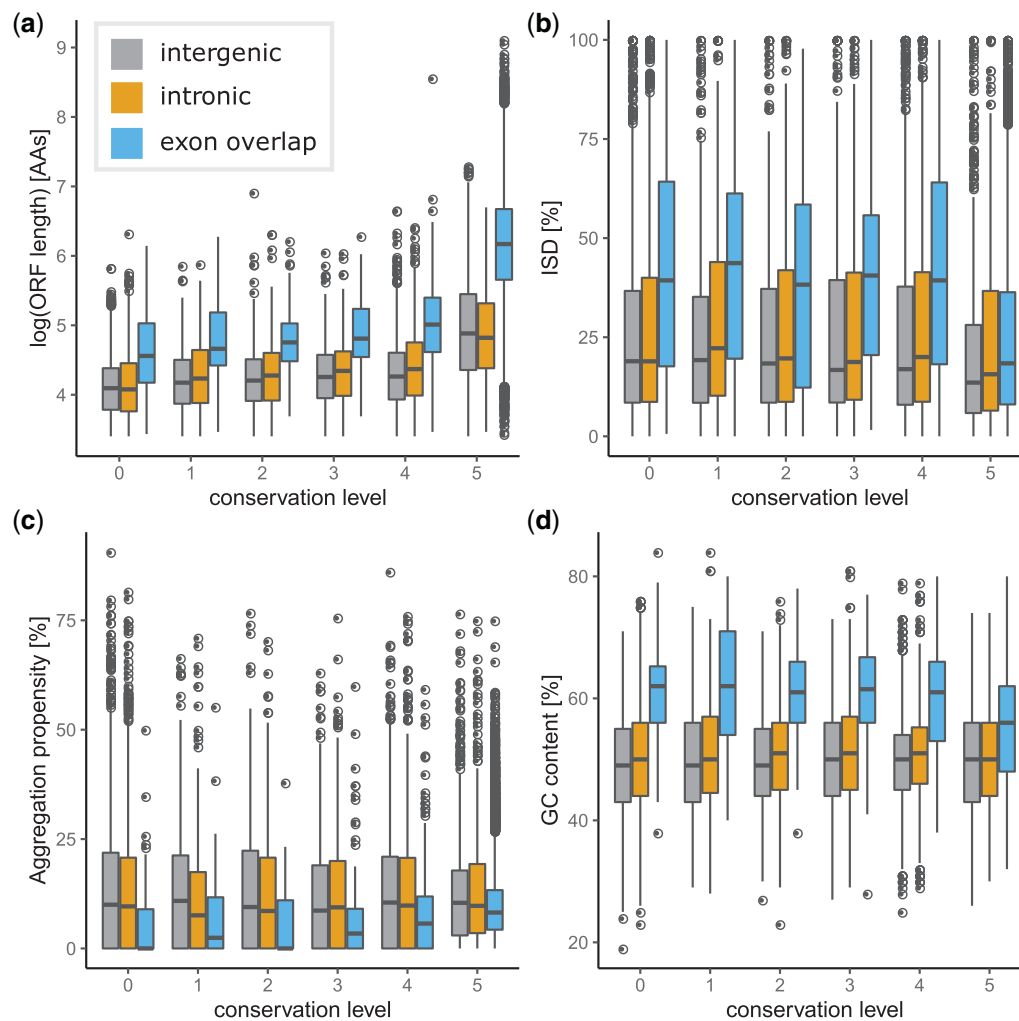 (a)
intergenic
intronic
exon overlap
log(ORF length) [AAs]
9
8
7
6
5
4
0 1 2 3 4 5
conservation level
(b)
ISD [%]
100
75
50
25
0
0 1 2 3 4 5
conservation level
(c)
Aggregation propensity [%]
75
50
25
0
0 1 2 3 4 5
conservation level
(d)
GC content [%]
80
60
40
20
0 1 2 3 4 5
conservation level